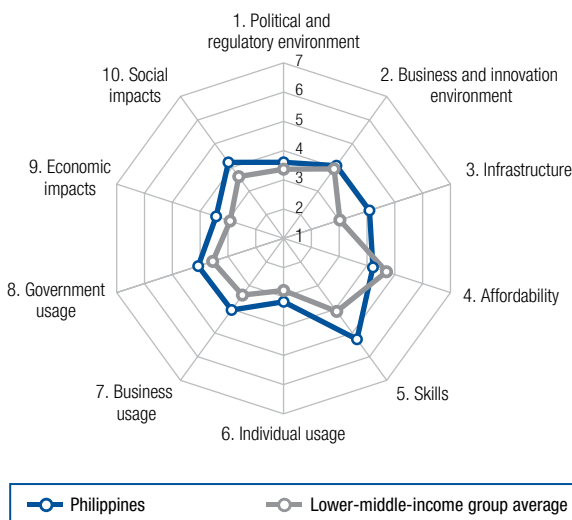 1. Political and
regulatory environment
2. Business and innovation
environment
3. Infrastructure
4. Affordability
5. Skills
6. Individual usage
7. Business
usage
8. Government
usage
9. Economic
impacts
10. Social
impacts
7
6
5
4
3
2
1
Philippines
Lower-middle-income group average